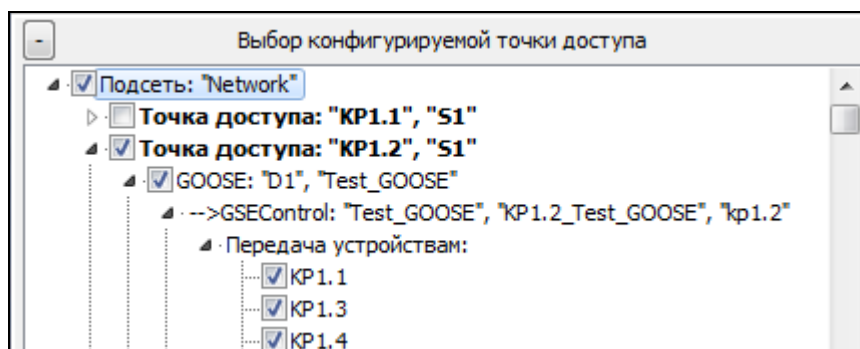 -
Выбор конфигурируемой точки доступа
Подсеть: "Network"
Точка доступа: "KP1.1", "S1"
Точка доступа: "KP1.2", "S1"
GOOSE: "D1", "Test_GOOSE"
-->GSEControl: "Test_GOOSE", "KP1.2_Test_GOOSE", "kp1.2"
Передача устройствам:
KP1.1
KP1.3
KP1.4